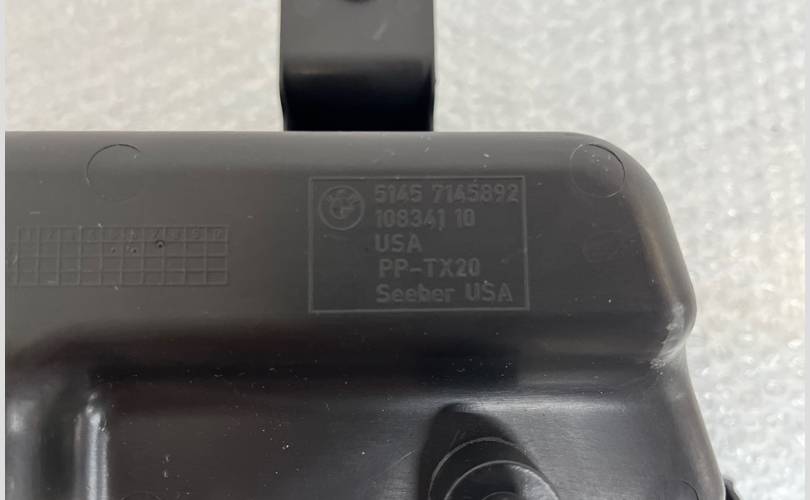 5145 7145892
108341 10
USA
PP-TX20
Seeber USA